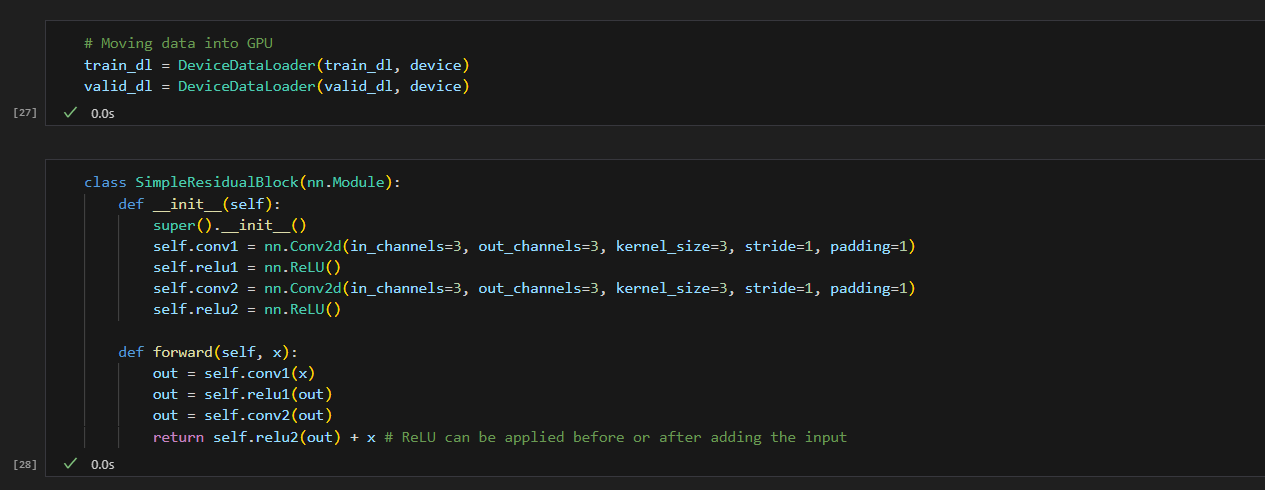 # Moving data into GPU
train_dl = DeviceDataLoader(train_dl, device)
valid_dl = DeviceDataLoader(valid_dl, device)
[27]
0.0s
class SimpleResidualBlock(nn.Module):
    def __init__(self):
        super().__init__()
        self.conv1 = nn.Conv2d(in_channels=3, out_channels=3, kernel_size=3, stride=1, padding=1)
        self.relu1 = nn.ReLU()
        self.conv2 = nn.Conv2d(in_channels=3, out_channels=3, kernel_size=3, stride=1, padding=1)
        self.relu2 = nn.ReLU()
    def forward(self, x):
        out = self.conv1(x)
        out = self.relu1(out)
        out = self.conv2(out)
        return self.relu2(out) + x # ReLU can be applied before or after adding the input
[28]
0.0s